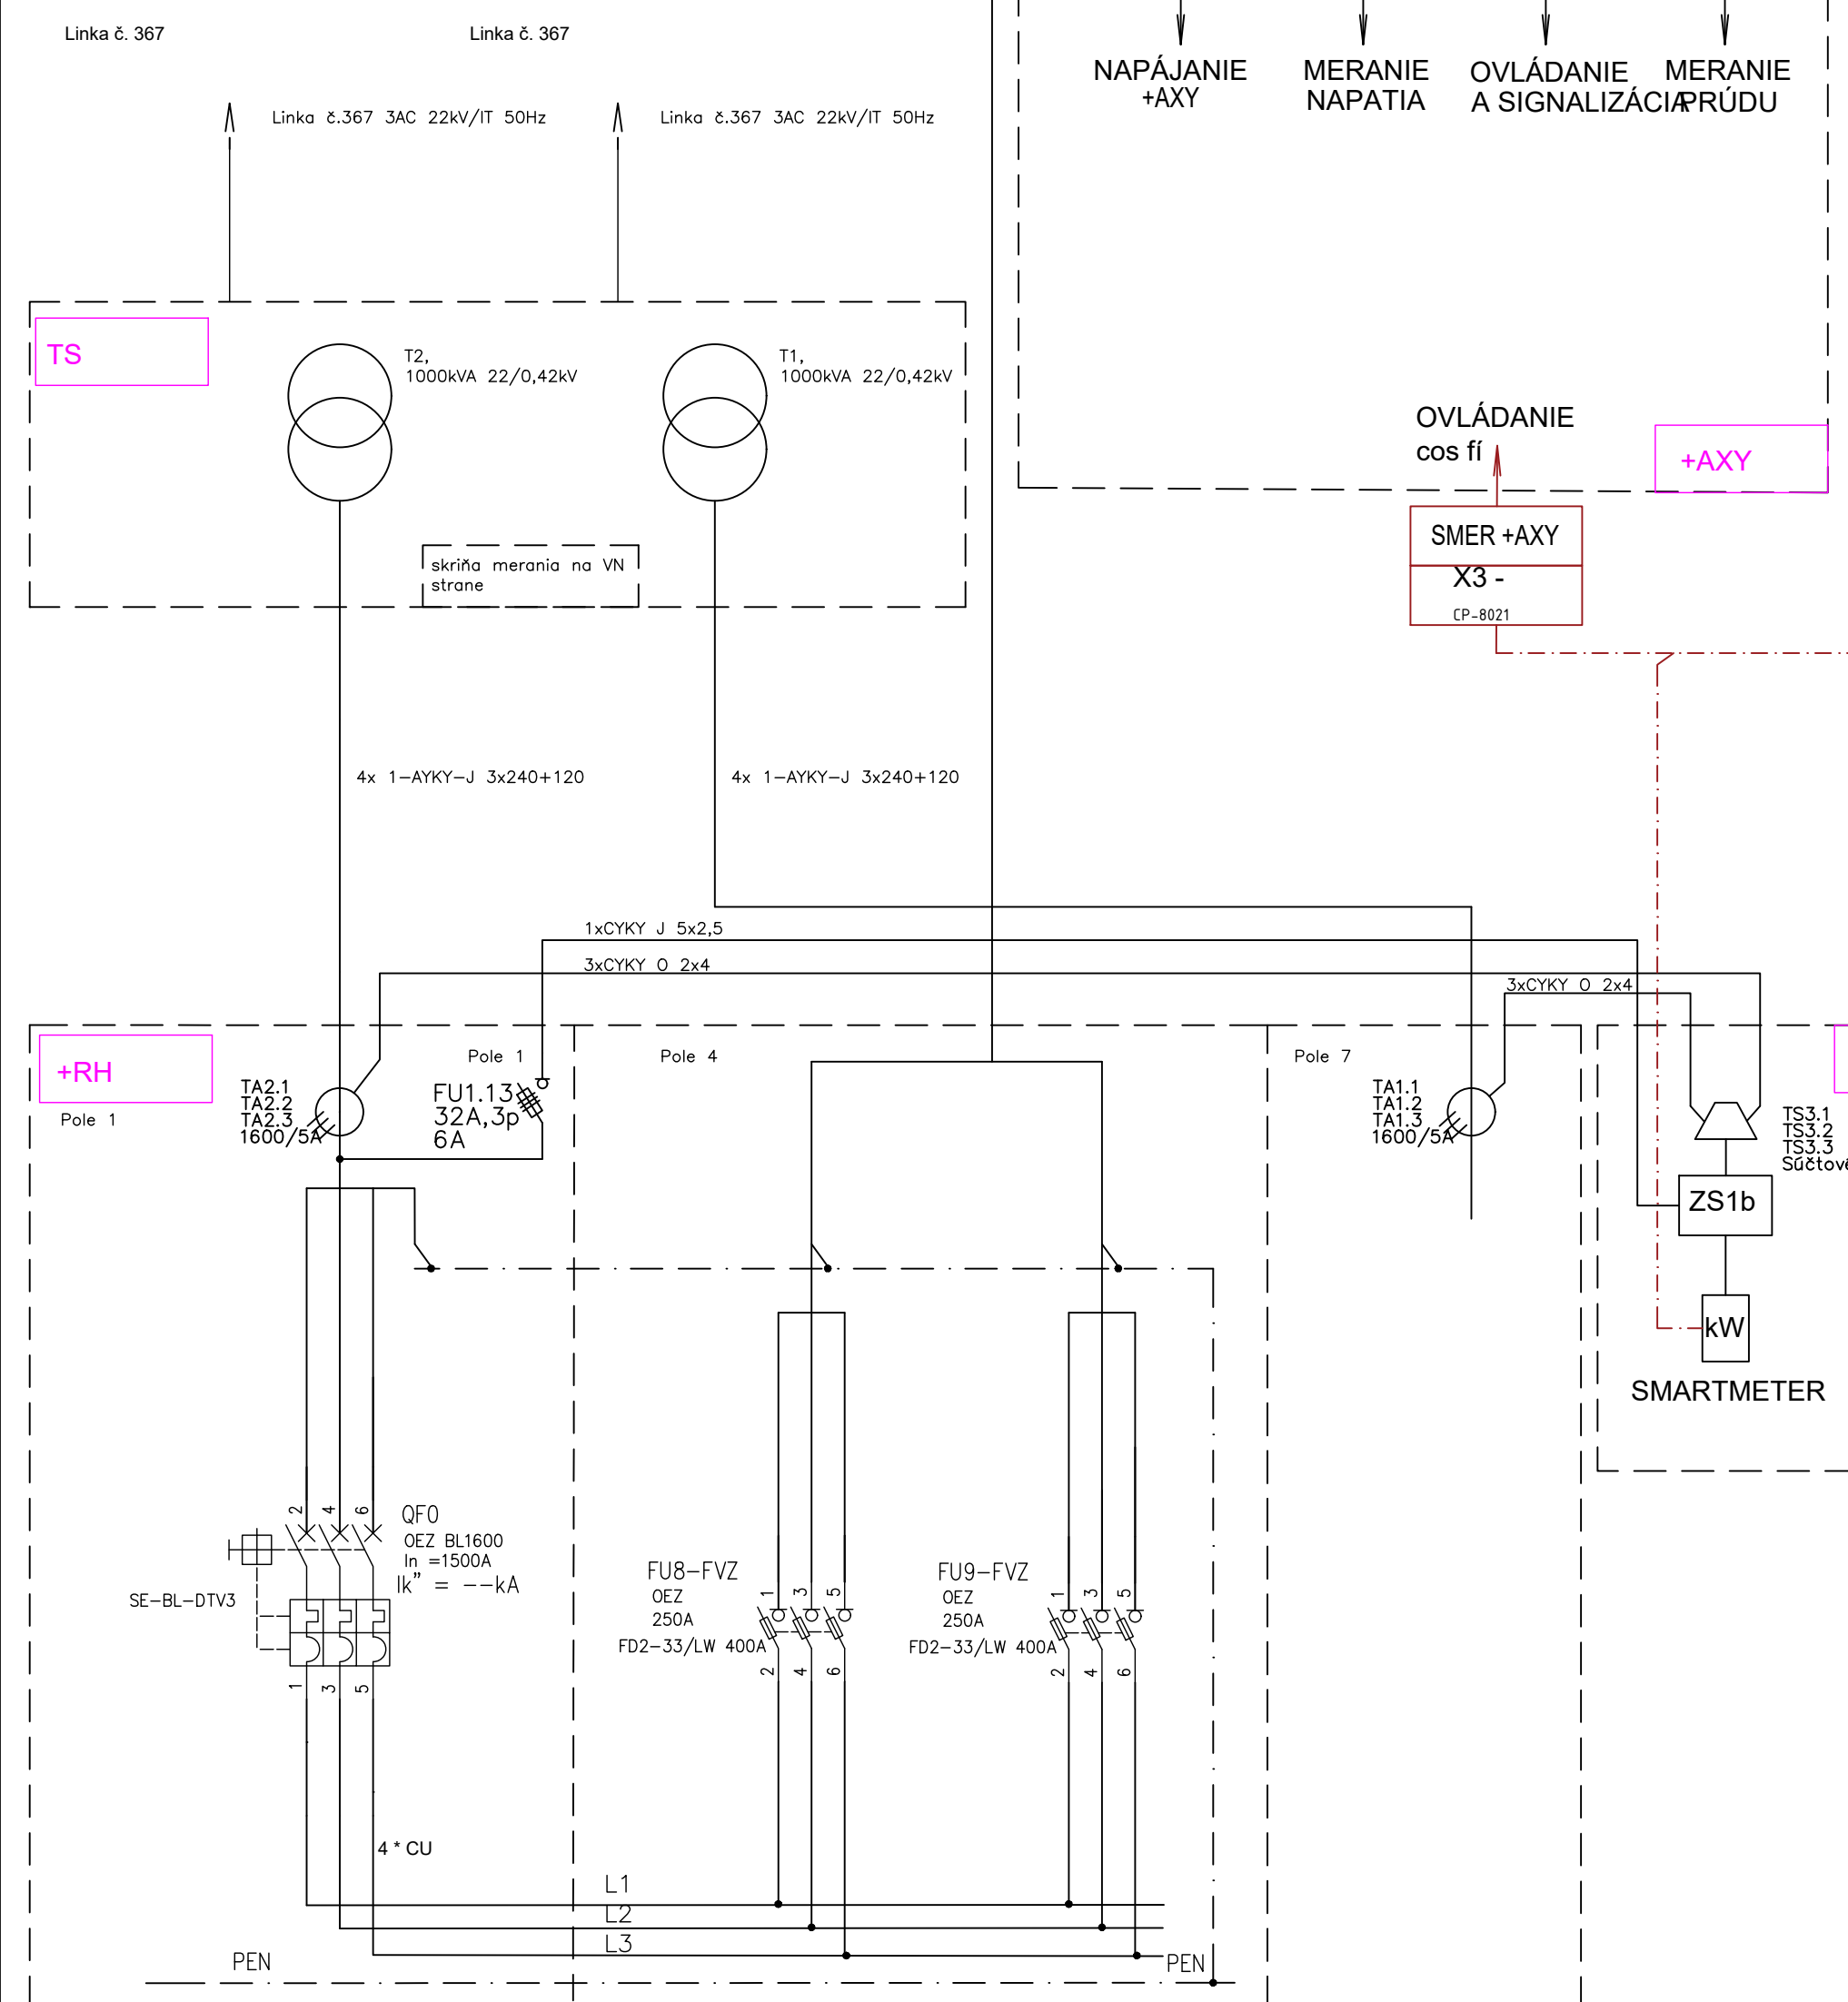 Linka č. 367
Linka č. 367
NAPÁJANIE
+AXY
MERANIE
NAPATIA
OVLÁDANIE
A SIGNALIZÁCIA
MERANIE
PRÚDU
Linka č.367 3AC 22kV/IT 50Hz
Linka č.367 3AC 22kV/IT 50Hz
TS
T2,
1000kVA 22/0,42kV
T1,
1000kVA 22/0,42kV
OVLÁDANIE
cos fí
+AXY
SMER +AXY
X3 -
CP-8021
skriňa merania na VN
strane
4x 1-AYKY-J 3x240+120
4x 1-AYKY-J 3x240+120
1xCYKY J 5x2,5
3xCYKY O 2x4
3xCYKY O 2x4
+RH
Pole 1
Pole 1
Pole 4
Pole 7
TA2.1
TA2.2
TA2.3
1600/5A
FU1.13
32A,3p
6A
TA1.1
TA1.2
TA1.3
1600/5A
TS3.1
TS3.2
TS3.3
Súčtové
ZS1b
kW
SMARTMETER
2 4 6
QF0
OEZ BL1600
In =1500A
Ik" = --kA
SE-BL-DTV3
1 3 5
FU8-FVZ
OEZ
250A
FD2-33/LW 400A
1 3 5
2 4 6
FU9-FVZ
OEZ
250A
FD2-33/LW 400A
1 3 5
2 4 6
4 * CU
L1
L2
L3
PEN
PEN